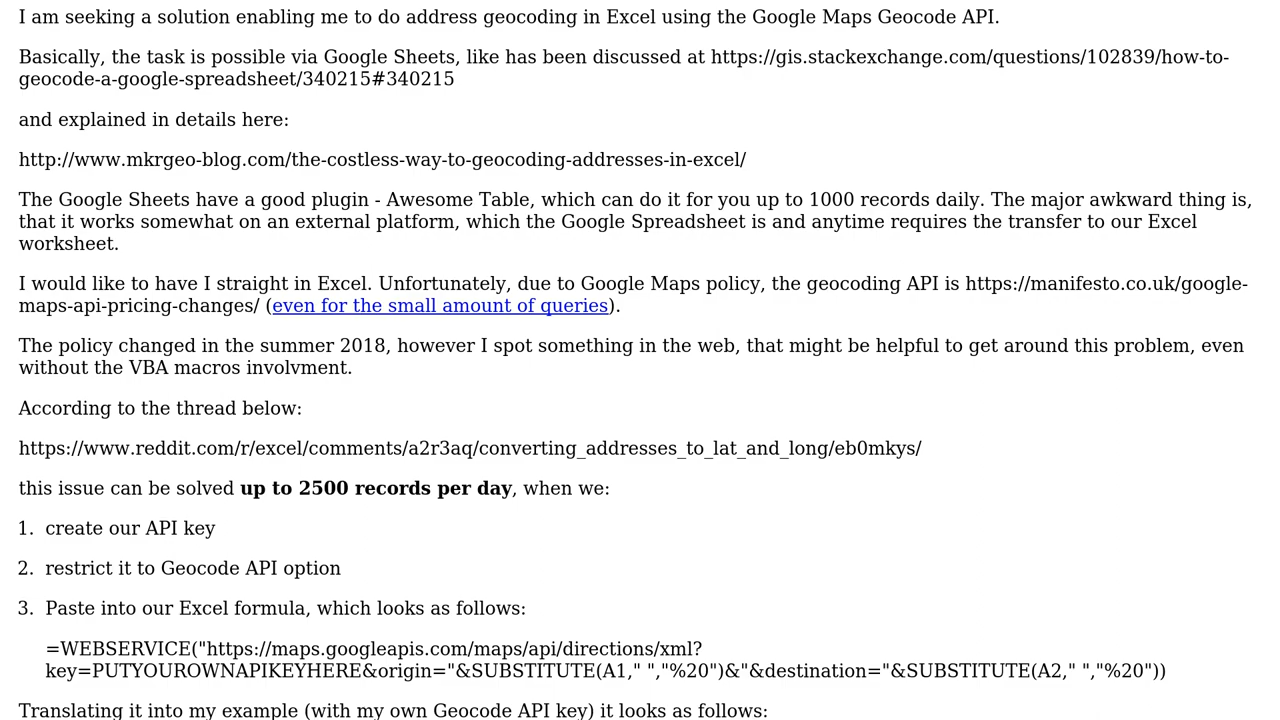 I am seeking a solution enabling me to do address geocoding in Excel using the Google Maps Geocode API.
Basically, the task is possible via Google Sheets, like has been discussed at https://gis.stackexchange.com/questions/102839/how-to-
geocode-a-google-spreadsheet/340215#340215
and explained in details here:
http://www.mkrgeo-blog.com/the-costless-way-to-geocoding-addresses-in-excel/
The Google Sheets have a good plugin - Awesome Table, which can do it for you up to 1000 records daily. The major awkward thing is,
that it works somewhat on an external platform, which the Google Spreadsheet is and anytime requires the transfer to our Excel
worksheet.
I would like to have I straight in Excel. Unfortunately, due to Google Maps policy, the geocoding API is https://manifesto.co.uk/google-
maps-api-pricing-changes/ (even for the small amount of queries).
The policy changed in the summer 2018, however I spot something in the web, that might be helpful to get around this problem, even
without the VBA macros involvment.
According to the thread below:
https://www.reddit.com/r/excel/comments/a2r3aq/converting_addresses_to_lat_and_long/eb0mkys/
this issue can be solved up to 2500 records per day, when we:
1. create our API key
2. restrict it to Geocode API option
3. Paste into our Excel formula, which looks as follows:
=WEBSERVICE("https://maps.googleapis.com/maps/api/directions/xml?
key=PUTYOUROWNAPIKEYHERE&origin="&SUBSTITUTE(A1," ","%20")&"&destination="&SUBSTITUTE(A2," ","%20"))
Translating it into my example (with my own Geocode API key) it looks as follows: